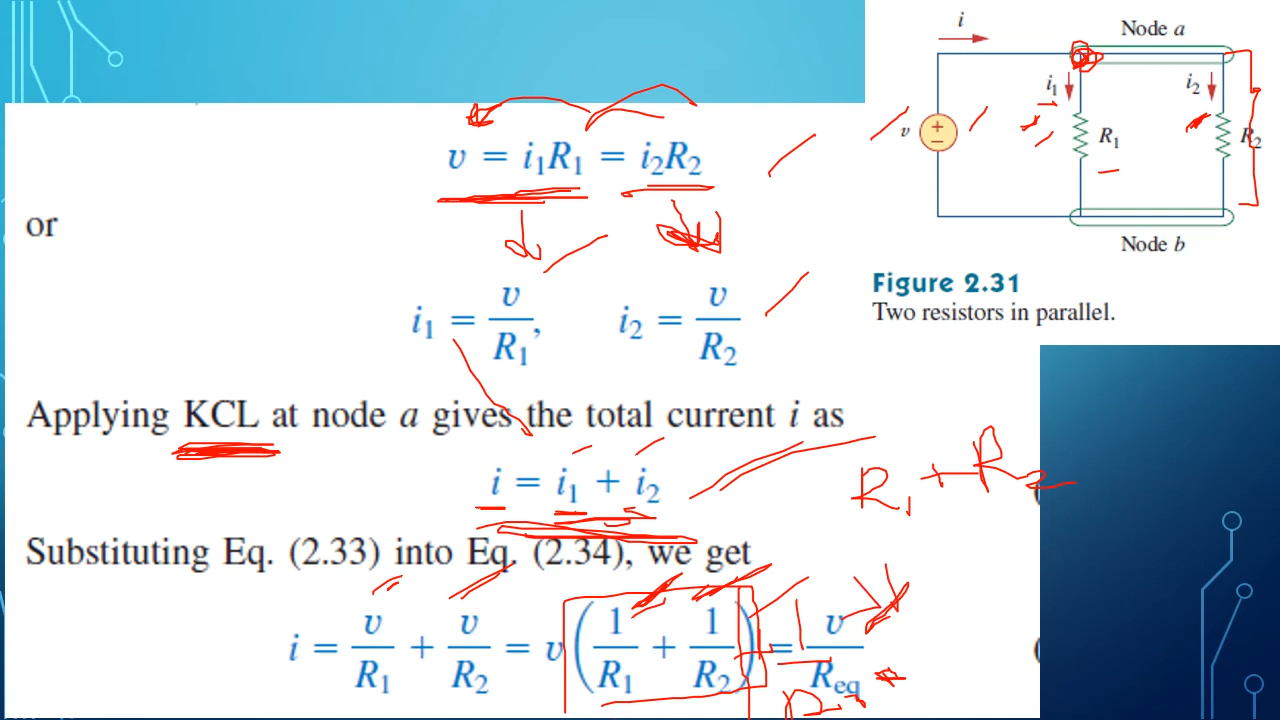 v = i₁R₁ = i₂R₂
or
i₁ = v/R₁, i₂ = v/R₂
Applying KCL at node a gives the total current i as
i = i₁ + i₂
Substituting Eq. (2.33) into Eq. (2.34), we get
i = v/R₁ + v/R₂ = v(1/R₁ + 1/R₂) = v/Req
R₁ + R₂
i
Node a
i₁
i₂
v
+
−
R₁
R₂
Node b
Figure 2.31
Two resistors in parallel.